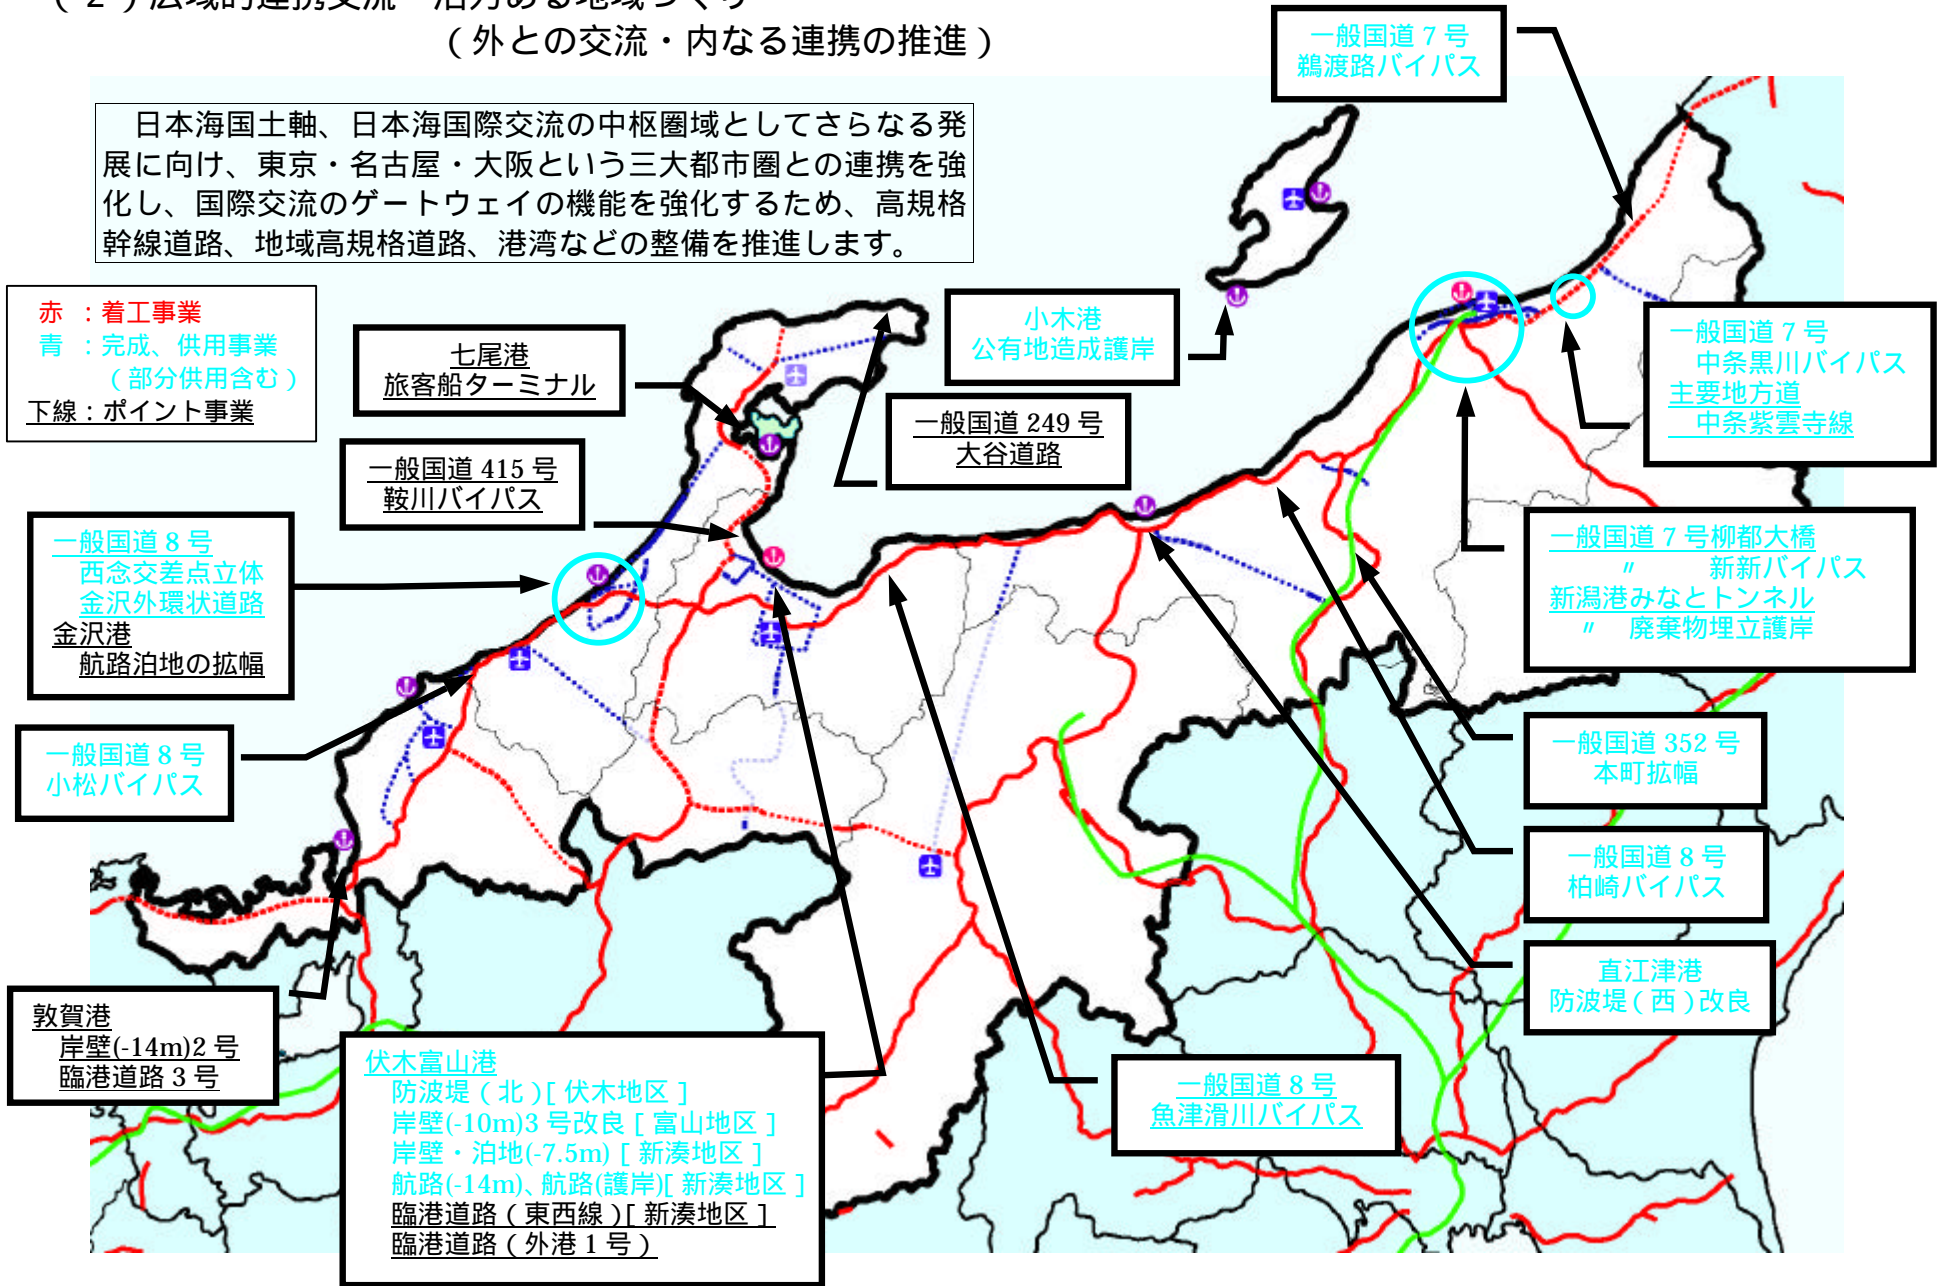 (２)広域的連携交流 活力ある地域づくり
(外との交流・内なる連携の推進)
日本海国土軸、日本海国際交流の中枢圏域としてさらなる発
展に向け、東京・名古屋・大阪という三大都市圏との連携を強
化し、国際交流のゲートウェイの機能を強化するため、高規格
幹線道路、地域高規格道路、港湾などの整備を推進します。
赤 ：着工事業
青 ：完成、供用事業
(部分供用含む)
下線：ポイント事業
一般国道７号
鵜渡路バイパス
七尾港
旅客船ターミナル
小木港
公有地造成護岸
一般国道７号
中条黒川バイパス
主要地方道
中条紫雲寺線
一般国道 249 号
大谷道路
一般国道 415 号
鞍川バイパス
一般国道８号
西念交差点立体
金沢外環状道路
金沢港
航路泊地の拡幅
一般国道７号柳都大橋
〃 新新バイパス
新潟港みなとトンネル
〃 廃棄物埋立護岸
一般国道８号
小松バイパス
一般国道 352 号
本町拡幅
一般国道８号
柏崎バイパス
直江津港
防波堤(西)改良
敦賀港
岸壁(-14m)2 号
臨港道路３号
伏木富山港
防波堤(北)[ 伏木地区 ]
岸壁(-10m)3 号改良 [ 富山地区 ]
岸壁・泊地(-7.5m) [ 新湊地区 ]
航路(-14m)、航路(護岸)[ 新湊地区 ]
臨港道路(東西線)[ 新湊地区 ]
臨港道路(外港１号)
一般国道８号
魚津滑川バイパス